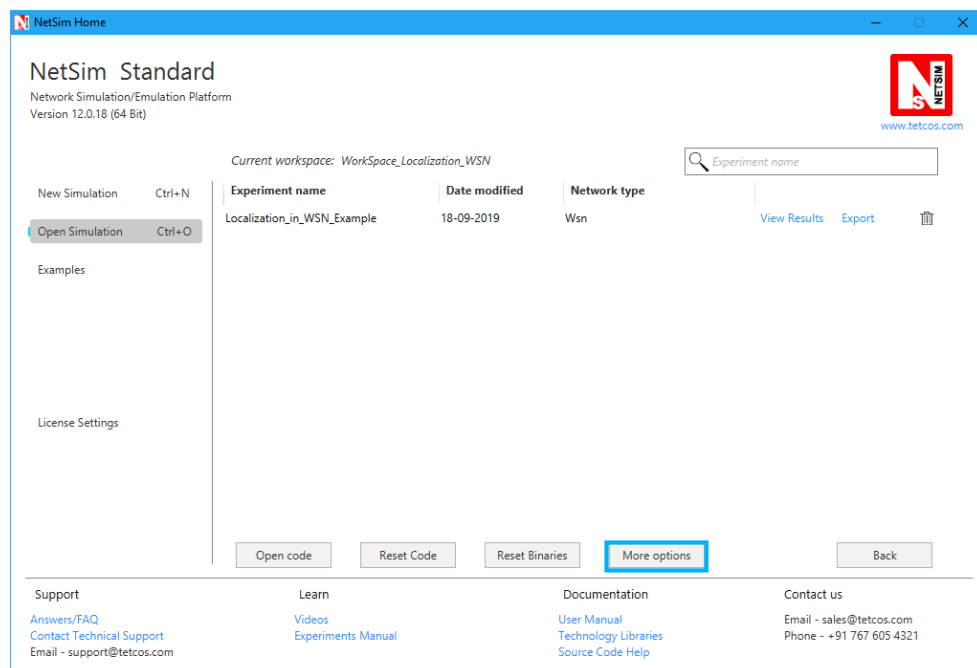 NetSim Home
NetSim Standard
Network Simulation/Emulation Platform
Version 12.0.18 (64 Bit)
N
S
NETSIM
www.tetcos.com
Current workspace: WorkSpace_Localization_WSN
Experiment name
New Simulation Ctrl+N
Experiment name Date modified Network type
Localization_in_WSN_Example 18-09-2019 Wsn View Results Export
Open Simulation Ctrl+O
Examples
License Settings
Open code Reset Code Reset Binaries More options Back
Support Learn Documentation Contact us
Answers/FAQ Videos User Manual Email - sales@tetcos.com
Contact Technical Support Experiments Manual Technology Libraries Phone - +91 767 605 4321
Email - support@tetcos.com Source Code Help